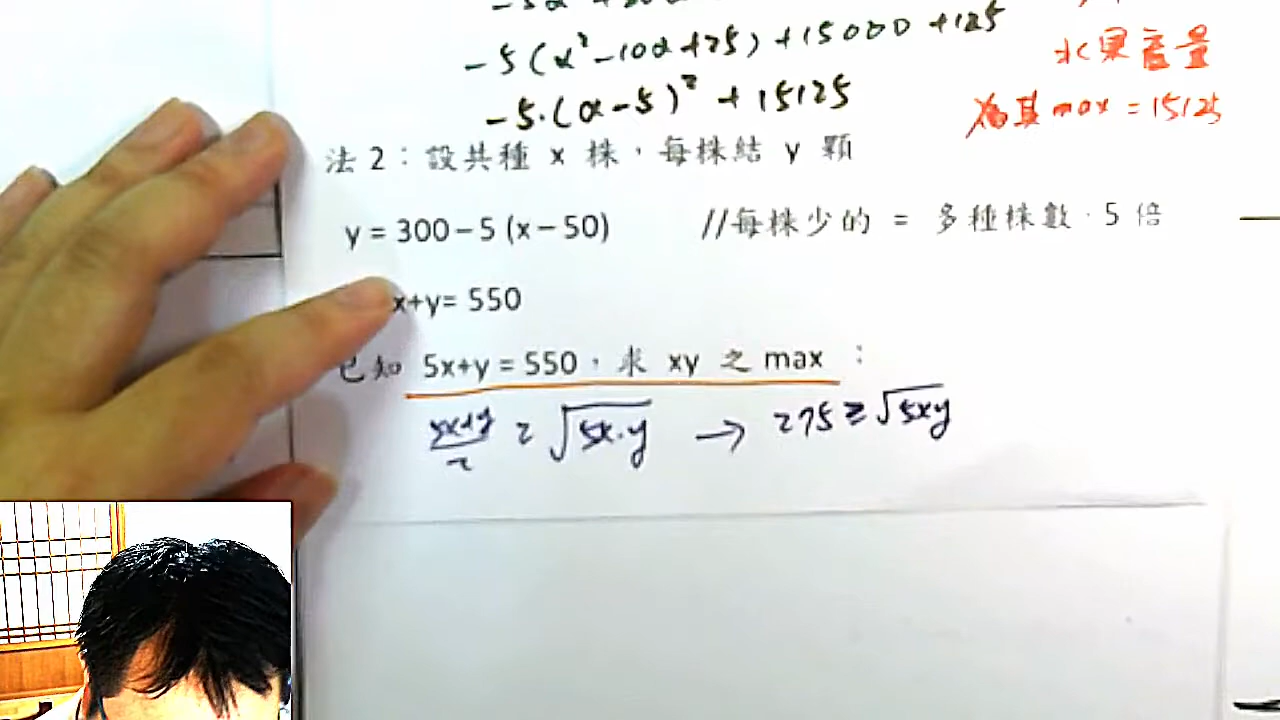 -5(x²-10x+25)+15000+125
水果產量
-5·(x-5)²+15125
為其max=15125
法 2：設共種 x 株，每株結 y 顆
y = 300 – 5 (x – 50) //每株少的 = 多種株數·5 倍
x+y= 550
已知 5x+y = 550，求 xy 之 max ：
5x+y/2 ≥ √5x·y → 275 ≥ √5xy